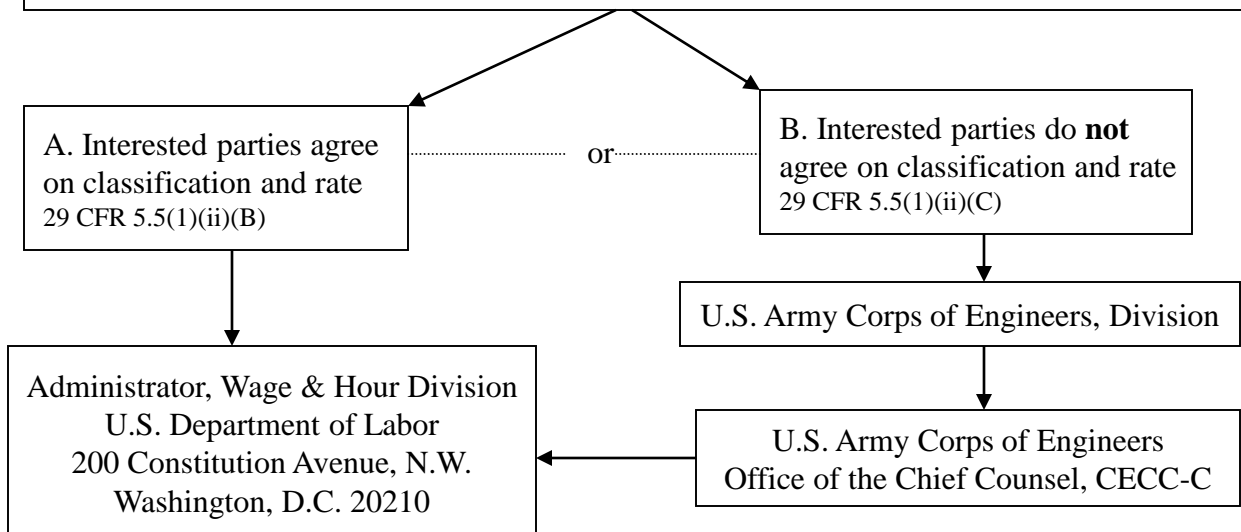 A. Interested parties agree
on classification and rate
29 CFR 5.5(1)(ii)(B)
or
B. Interested parties do not
agree on classification and rate
29 CFR 5.5(1)(ii)(C)
U.S. Army Corps of Engineers, Division
Administrator, Wage & Hour Division
U.S. Department of Labor
200 Constitution Avenue, N.W.
Washington, D.C. 20210
U.S. Army Corps of Engineers
Office of the Chief Counsel, CECC-C